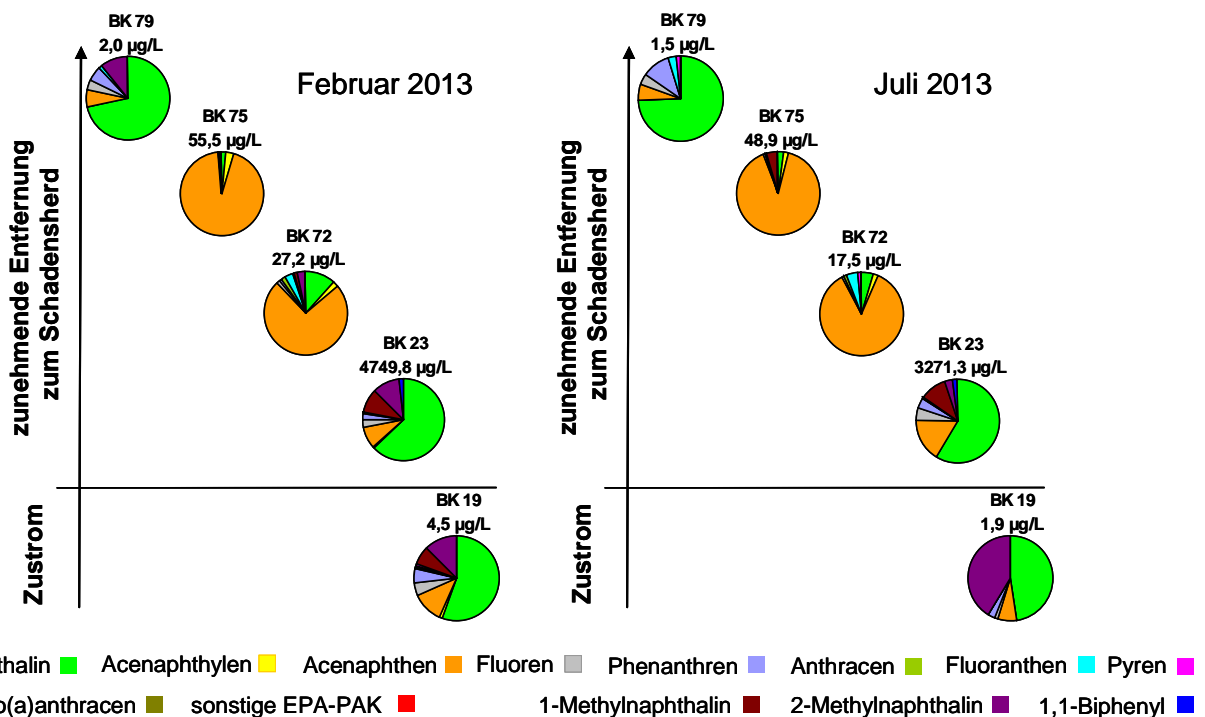 BK 79
2,0 µg/L
Februar 2013
BK 75
55,5 µg/L
BK 72
27,2 µg/L
BK 23
4749,8 µg/L
BK 19
4,5 µg/L
zunehmende Entfernung
zum Schadensherd
Zustrom
BK 79
1,5 µg/L
Juli 2013
BK 75
48,9 µg/L
BK 72
17,5 µg/L
BK 23
3271,3 µg/L
BK 19
1,9 µg/L
zunehmende Entfernung
zum Schadensherd
Zustrom
thalin Acenaphthylen Acenaphthen Fluoren Phenanthren Anthracen Fluoranthen Pyren
o(a)anthracen sonstige EPA-PAK 1-Methylnaphthalin 2-Methylnaphthalin 1,1-Biphenyl